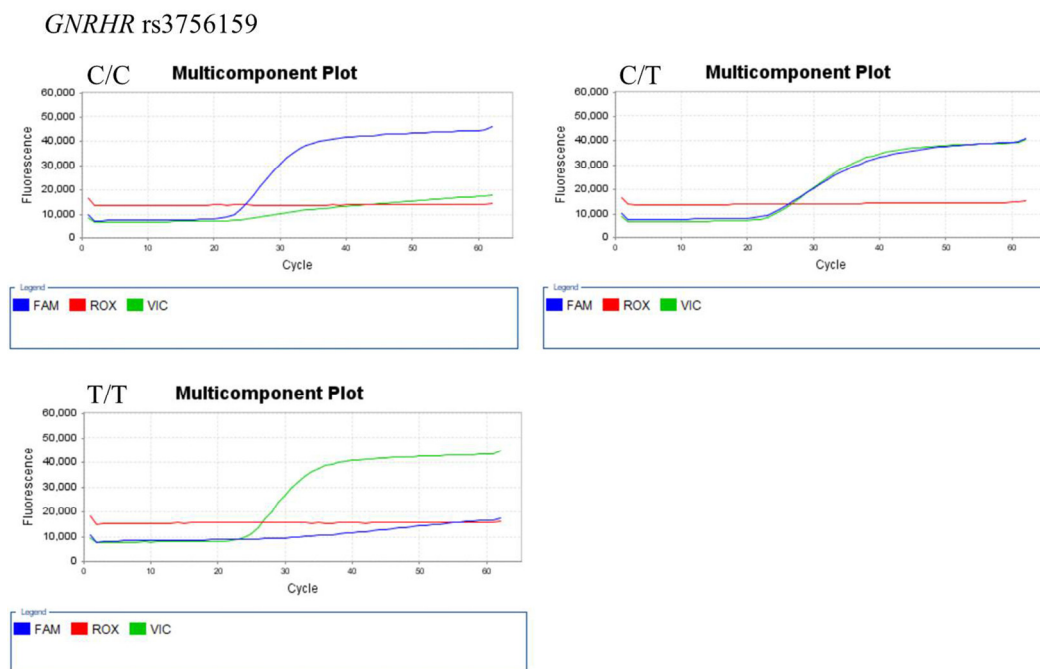 GNRHR rs3756159
C/C Multicomponent Plot
60,000
50,000
40,000
30,000
20,000
10,000
0
Fluorescence
0 10 20 30 40 50 60
Cycle
Legend
FAM ROX VIC
C/T Multicomponent Plot
60,000
50,000
40,000
30,000
20,000
10,000
0
Fluorescence
0 10 20 30 40 50 60
Cycle
Legend
FAM ROX VIC
T/T Multicomponent Plot
60,000
50,000
40,000
30,000
20,000
10,000
0
Fluorescence
0 10 20 30 40 50 60
Cycle
Legend
FAM ROX VIC